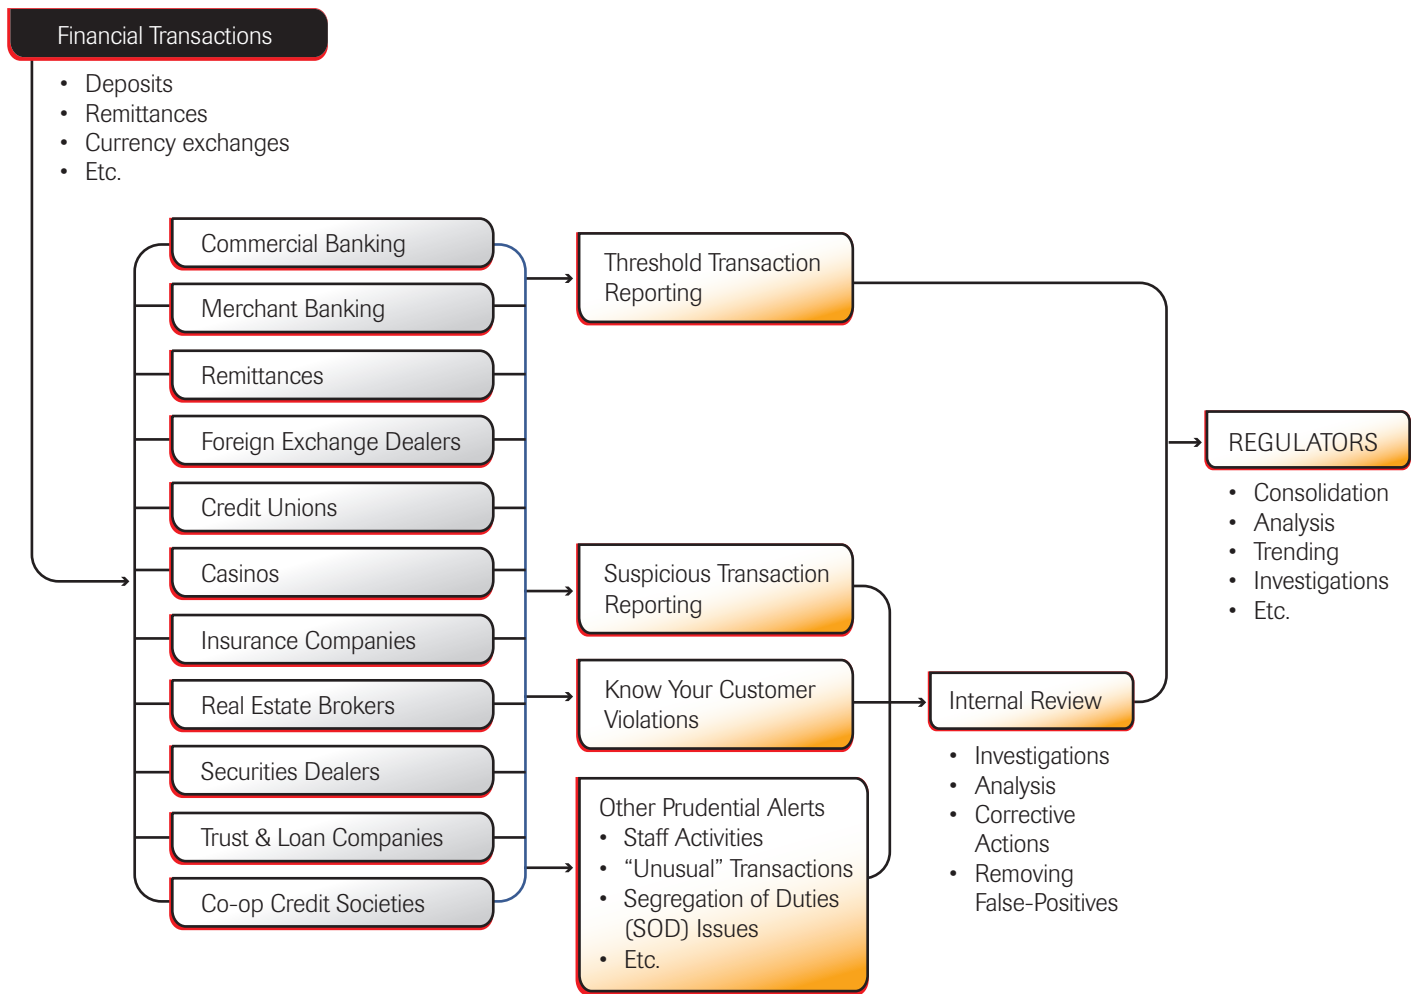 Financial Transactions
• Deposits
• Remittances
• Currency exchanges
• Etc.
Commercial Banking
Merchant Banking
Remittances
Foreign Exchange Dealers
Credit Unions
Casinos
Insurance Companies
Real Estate Brokers
Securities Dealers
Trust & Loan Companies
Co-op Credit Societies
Threshold Transaction
Reporting
Suspicious Transaction
Reporting
Know Your Customer
Violations
Other Prudential Alerts
• Staff Activities
• “Unusual” Transactions
• Segregation of Duties
(SOD) Issues
• Etc.
Internal Review
• Investigations
• Analysis
• Corrective
Actions
• Removing
False-Positives
REGULATORS
• Consolidation
• Analysis
• Trending
• Investigations
• Etc.